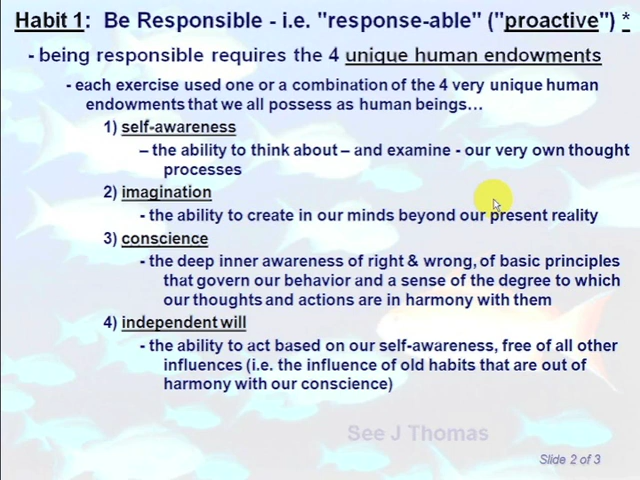 Habit 1: Be Responsible - i.e. "response-able" ("proactive") *
- being responsible requires the 4 unique human endowments
- each exercise used one or a combination of the 4 very unique human
endowments that we all possess as human beings…
1) self-awareness
– the ability to think about – and examine - our very own thought
processes
2) imagination
- the ability to create in our minds beyond our present reality
3) conscience
- the deep inner awareness of right & wrong, of basic principles
that govern our behavior and a sense of the degree to which
our thoughts and actions are in harmony with them
4) independent will
- the ability to act based on our self-awareness, free of all other
influences (i.e. the influence of old habits that are out of
harmony with our conscience)
See J Thomas
Slide 2 of 3